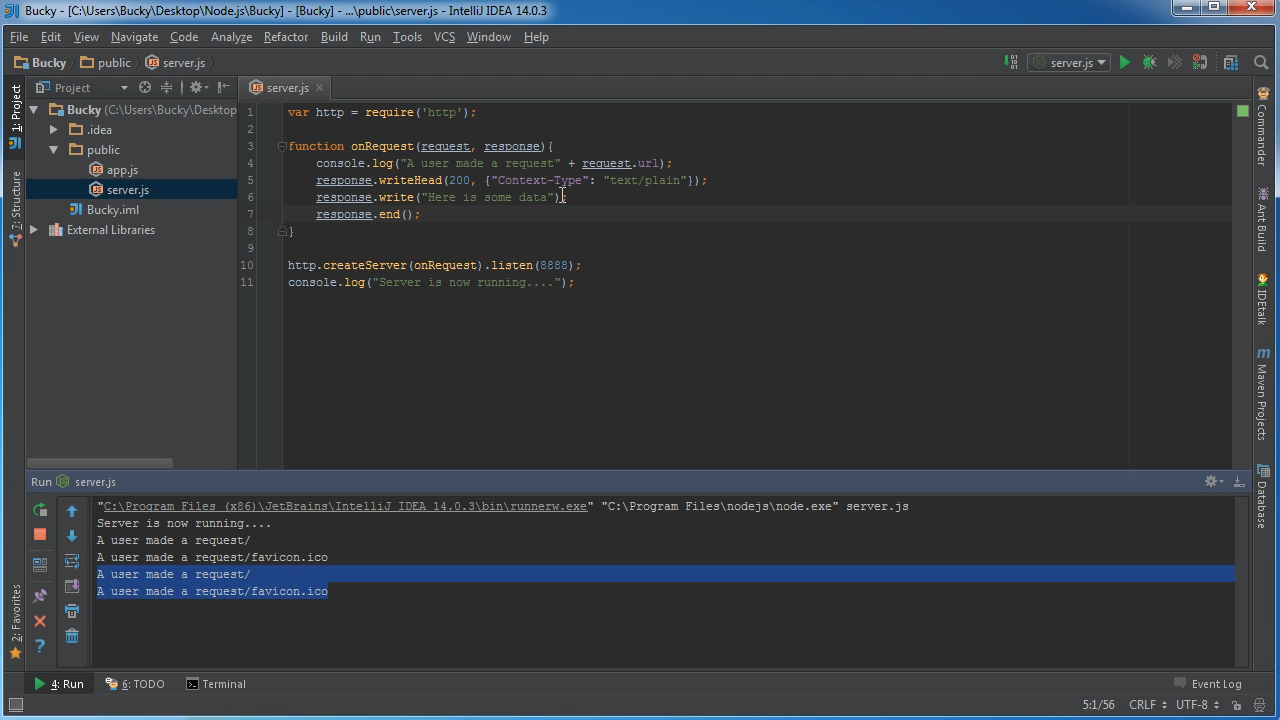 Bucky - [C:\Users\Bucky\Desktop\Node.js\Bucky] - [Bucky] - ...\public\server.js - IntelliJ IDEA 14.0.3
File Edit View Navigate Code Analyze Refactor Build Run Tools VCS Window Help
Bucky public server.js
server.js
1: Project
7: Structure
2: Favorites
Project
Bucky (C:\Users\Bucky\Desktop
.idea
public
app.js
server.js
Bucky.iml
External Libraries
server.js
1 var http = require('http');
2
3 function onRequest(request, response){
4 console.log("A user made a request" + request.url);
5 response.writeHead(200, {"Context-Type": "text/plain"});
6 response.write("Here is some data");
7 response.end();
8 }
9
10 http.createServer(onRequest).listen(8888);
11 console.log("Server is now running....");
Commander
Ant Build
IDEtalk
Maven Projects
Database
Run server.js
"C:\Program Files (x86)\JetBrains\IntelliJ IDEA 14.0.3\bin\runnerw.exe" "C:\Program Files\nodejs\node.exe" server.js
Server is now running....
A user made a request/
A user made a request/favicon.ico
A user made a request/
A user made a request/favicon.ico
4: Run 6: TODO Terminal Event Log
5:1/56 CRLF UTF-8